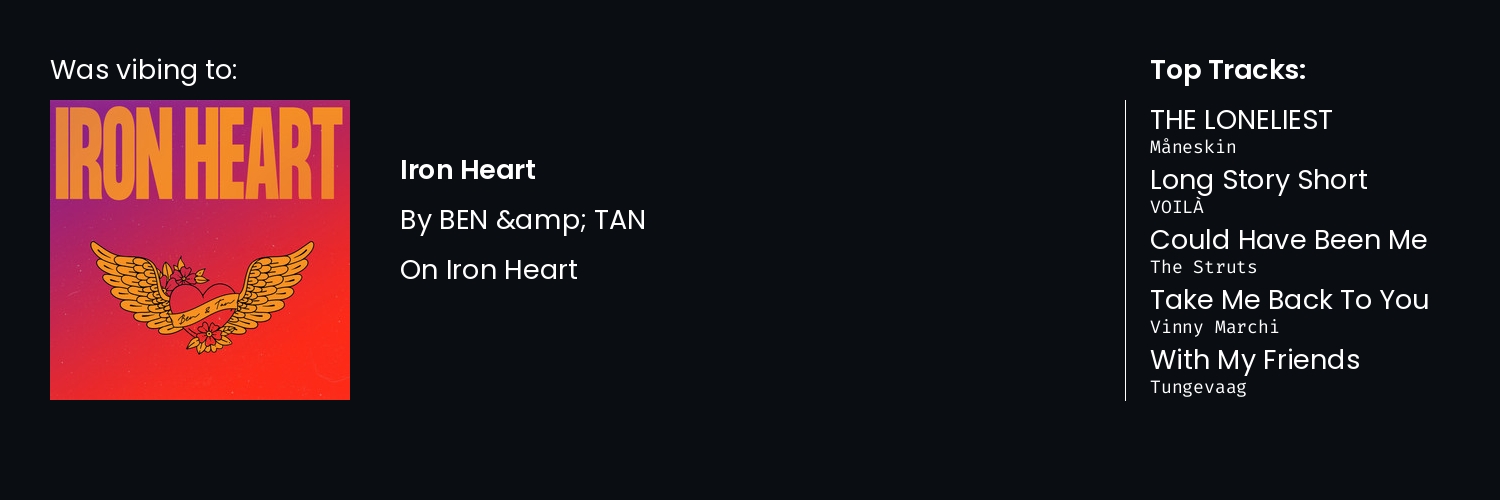 Was vibing to:
IRON HEART
Ben & Tan
Iron Heart
By BEN &amp; TAN
On Iron Heart
Top Tracks:
THE LONELIEST
Måneskin
Long Story Short
VOILÀ
Could Have Been Me
The Struts
Take Me Back To You
Vinny Marchi
With My Friends
Tungevaag